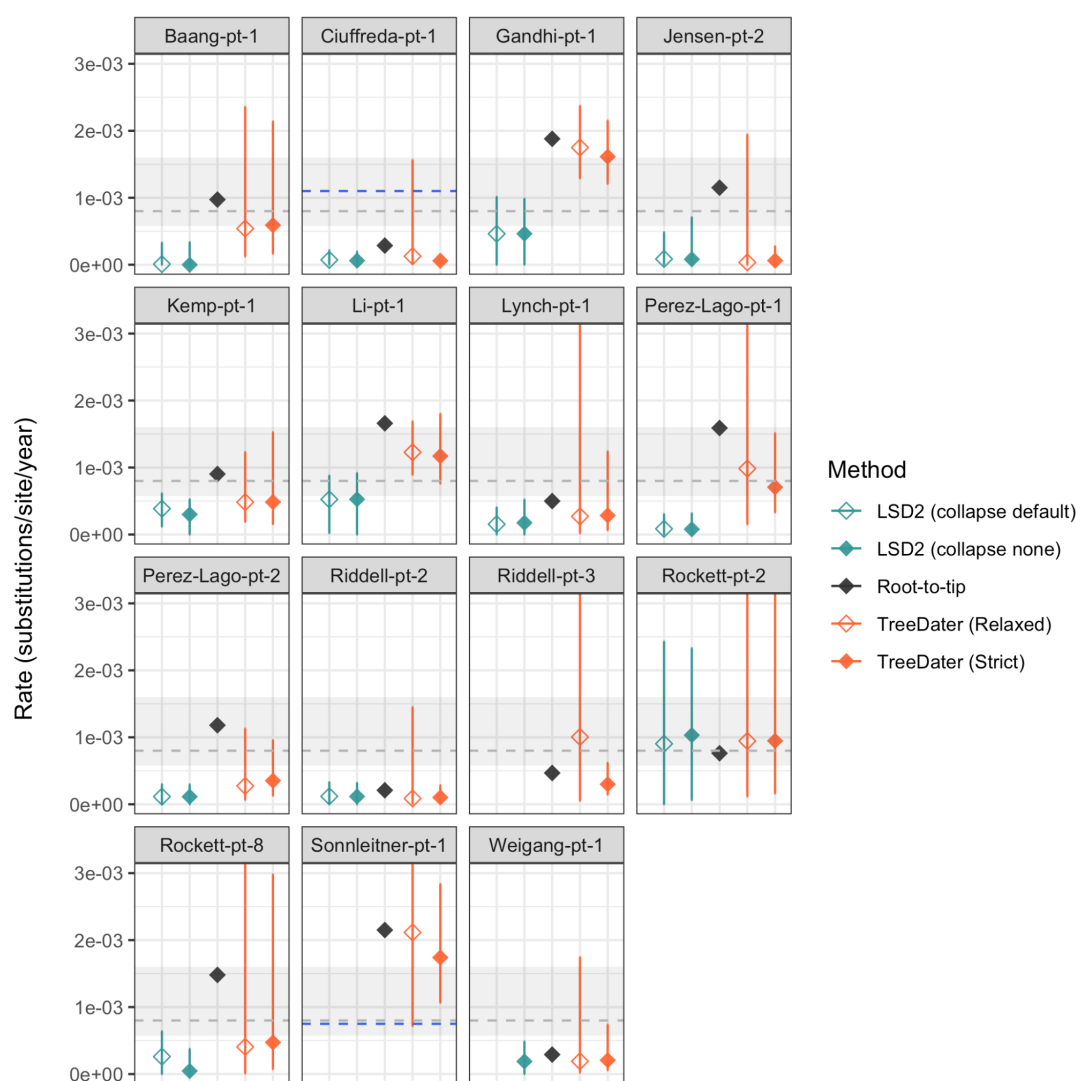 Baang-pt-1 Ciuffreda-pt-1 Gandhi-pt-1 Jensen-pt-2
3e-03
2e-03
1e-03
0e+00
Kemp-pt-1 Li-pt-1 Lynch-pt-1 Perez-Lago-pt-1
3e-03
2e-03
1e-03
0e+00
Perez-Lago-pt-2 Riddell-pt-2 Riddell-pt-3 Rockett-pt-2
3e-03
2e-03
1e-03
0e+00
Rockett-pt-8 Sonnleitner-pt-1 Weigang-pt-1
3e-03
2e-03
1e-03
0e+00
Rate (substitutions/site/year)
Method
LSD2 (collapse default)
LSD2 (collapse none)
Root-to-tip
TreeDater (Relaxed)
TreeDater (Strict)